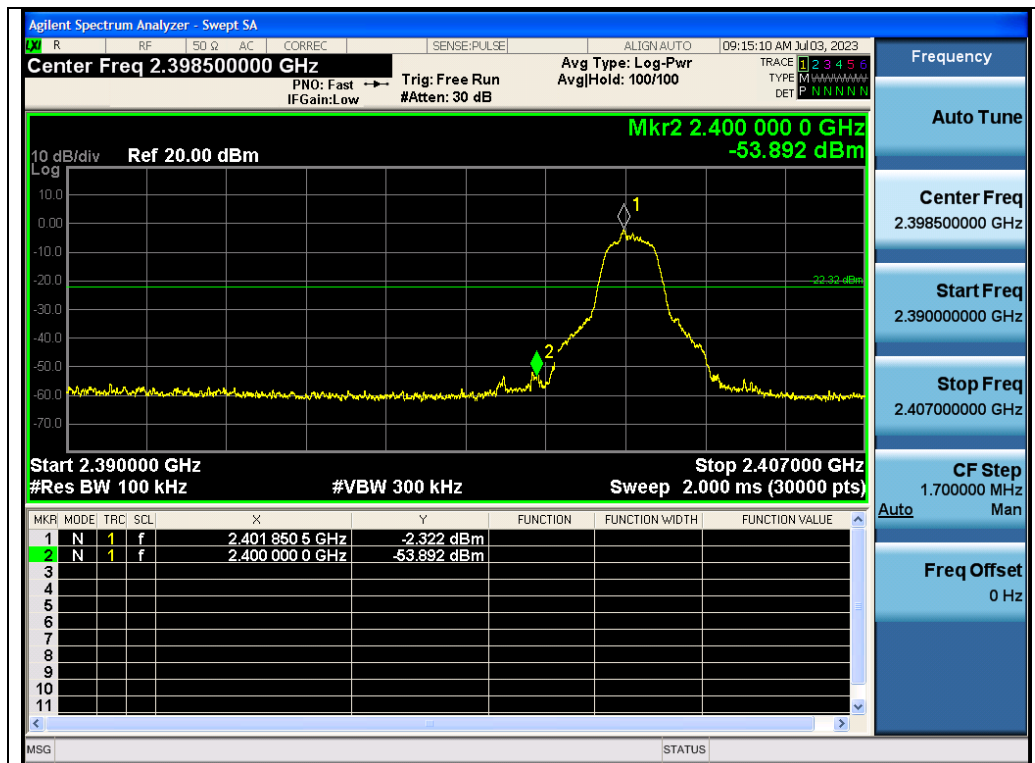 Agilent Spectrum Analyzer - Swept SA
LXI R RF 50 Ω AC CORREC SENSE:PULSE ALIGN AUTO 09:15:10 AM Jul 03, 2023
Center Freq 2.398500000 GHz
PNO: Fast
IFGain:Low
Trig: Free Run
#Atten: 30 dB
Avg Type: Log-Pwr
Avg|Hold: 100/100
TRACE 1 2 3 4 5 6
TYPE M W W W W W
DET P N N N N N
Mkr2 2.400 000 0 GHz
-53.892 dBm
10 dB/div Ref 20.00 dBm
Log
10.0
0.00
-10.0
-20.0
-30.0
-40.0
-50.0
-60.0
-70.0
1
2
-22.32 dBm
Start 2.390000 GHz Stop 2.407000 GHz
#Res BW 100 kHz #VBW 300 kHz Sweep 2.000 ms (30000 pts)
MKR MODE TRC SCL X Y FUNCTION FUNCTION WIDTH FUNCTION VALUE
1 N 1 f 2.401 850 5 GHz -2.322 dBm
2 N 1 f 2.400 000 0 GHz -53.892 dBm
3
4
5
6
7
8
9
10
11
MSG STATUS
Frequency
Auto Tune
Center Freq
2.398500000 GHz
Start Freq
2.390000000 GHz
Stop Freq
2.407000000 GHz
CF Step
1.700000 MHz
Auto Man
Freq Offset
0 Hz